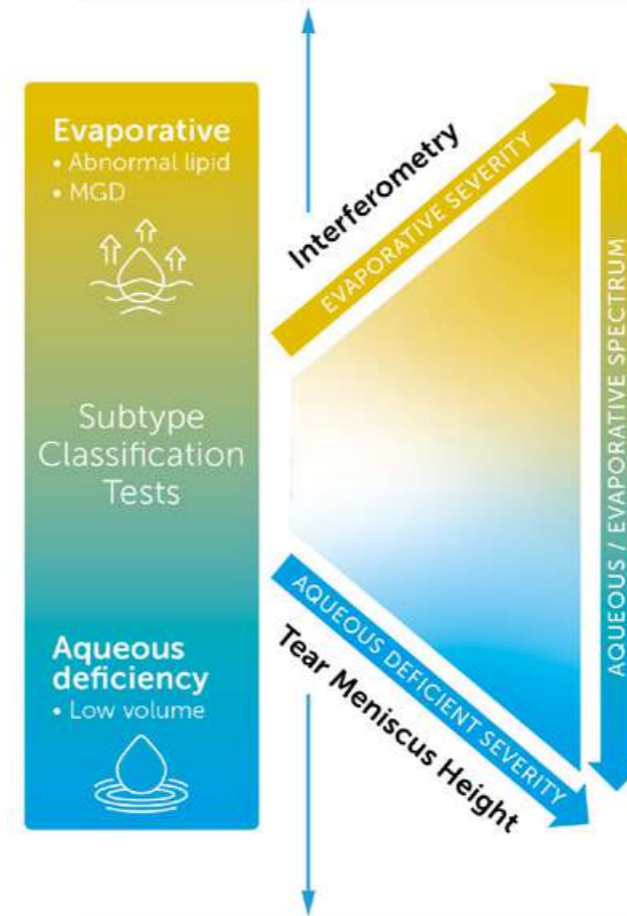 Evaporative
• Abnormal lipid
• MGD
Subtype
Classification
Tests
Aqueous
deficiency
• Low volume
Interferometry
EVAPORATIVE SEVERITY
AQUEOUS DEFICIENT SEVERITY
Tear Meniscus Height
AQUEOUS / EVAPORATIVE SPECTRUM